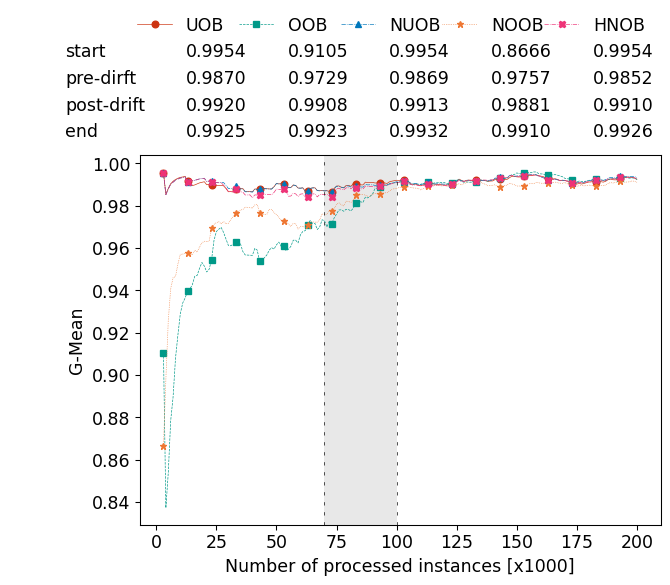 UOB OOB NUOB NOOB HNOB
start 0.9954 0.9105 0.9954 0.8666 0.9954
pre-dirft 0.9870 0.9729 0.9869 0.9757 0.9852
post-drift 0.9920 0.9908 0.9913 0.9881 0.9910
end 0.9925 0.9923 0.9932 0.9910 0.9926
1.00
0.98
0.96
0.94
0.92
0.90
0.88
0.86
0.84
G-Mean
0 25 50 75 100 125 150 175 200
Number of processed instances [x1000]